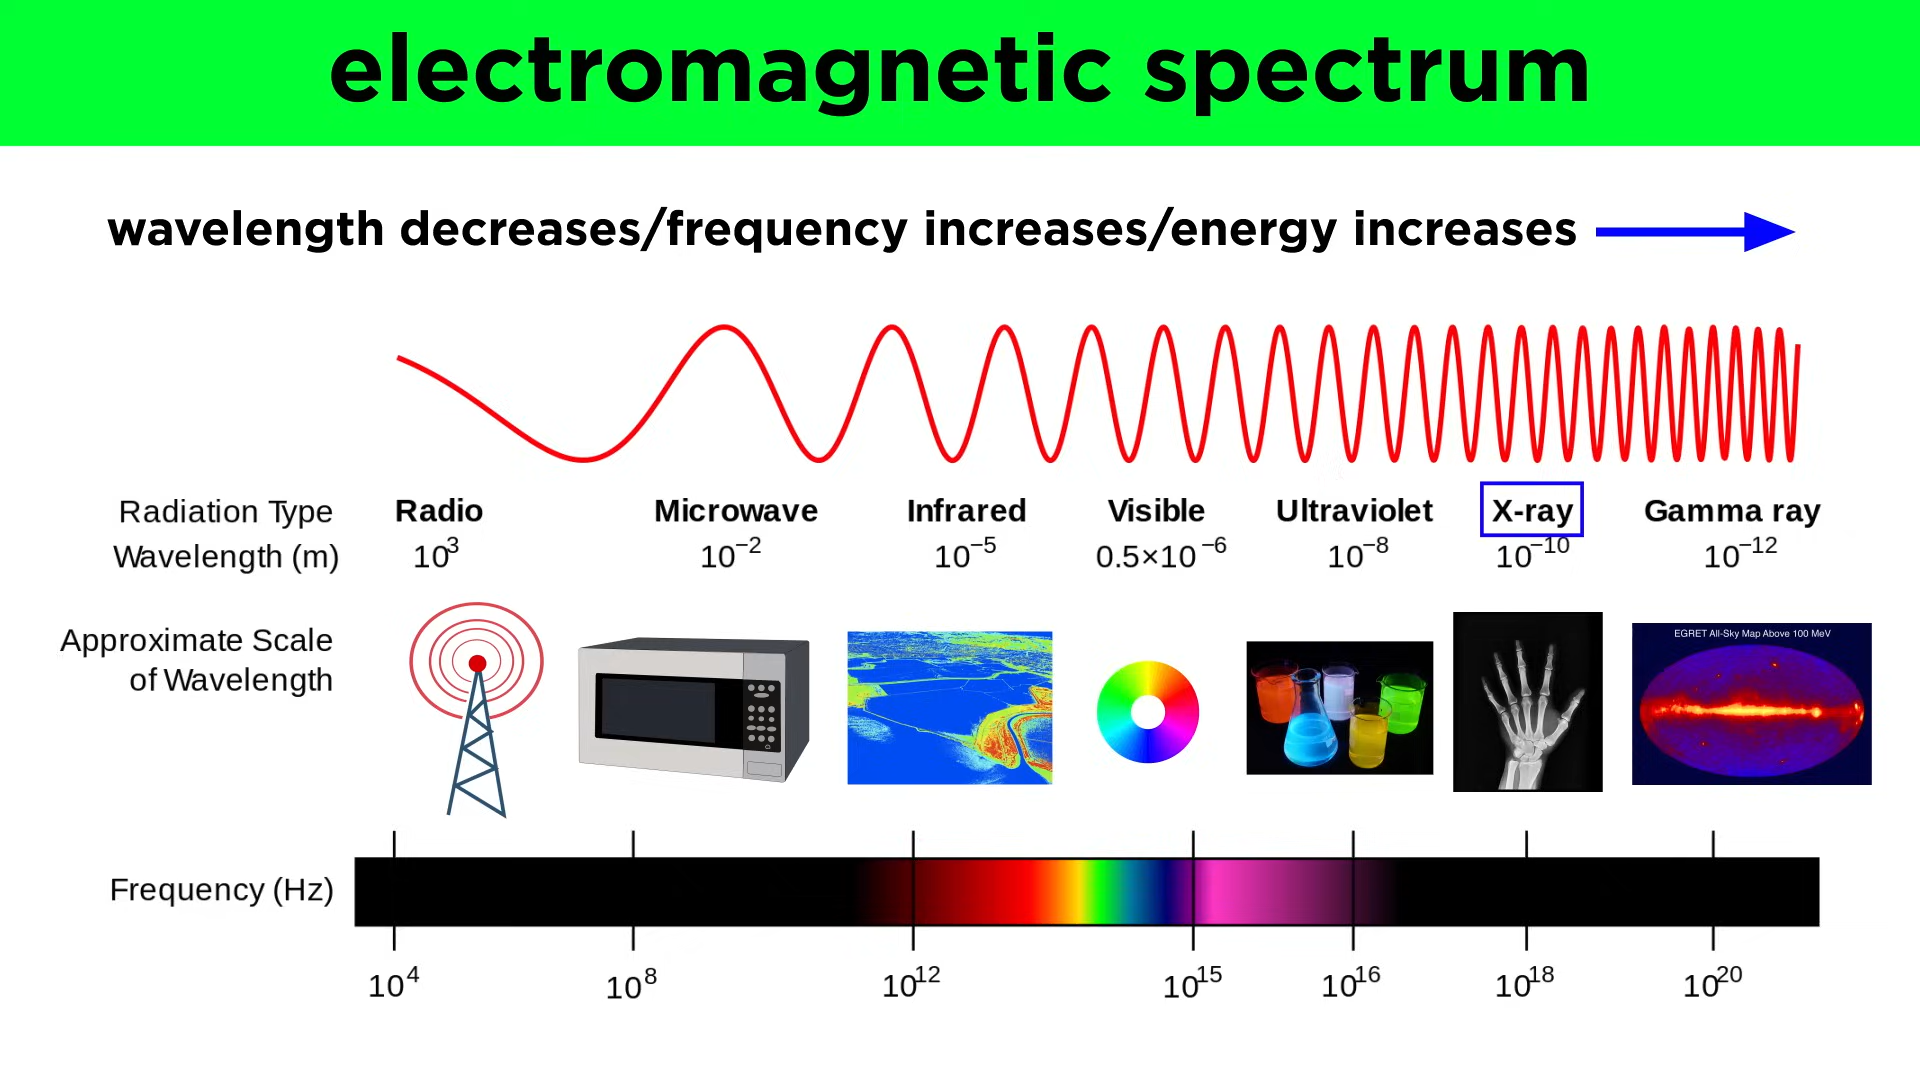 electromagnetic spectrum
wavelength decreases/frequency increases/energy increases
Radiation Type Radio Microwave Infrared Visible Ultraviolet X-ray Gamma ray
Wavelength (m) 10³ 10⁻² 10⁻⁵ 0.5×10⁻⁶ 10⁻⁸ 10⁻¹⁰ 10⁻¹²
Approximate Scale
of Wavelength
EGRET All-Sky Map Above 100 MeV
Frequency (Hz)
10⁴ 10⁸ 10¹² 10¹⁵ 10¹⁶ 10¹⁸ 10²⁰